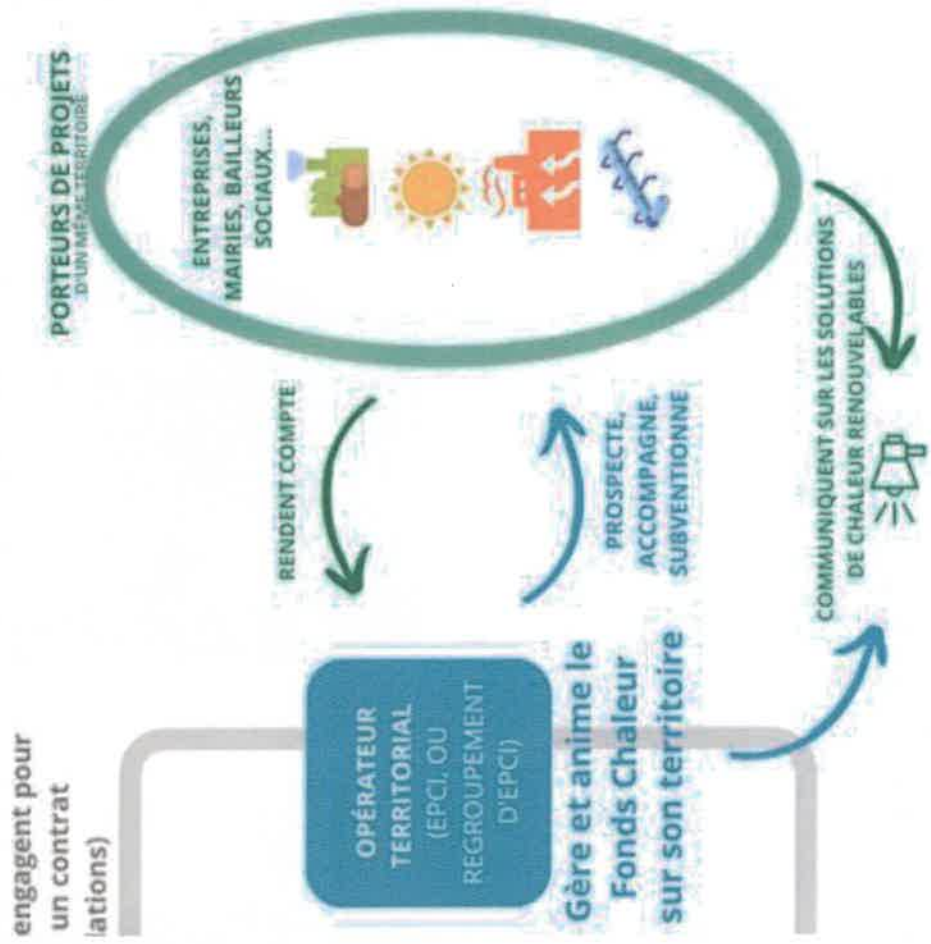 engagent pour
un contrat
lations)
OPÉRATEUR
TERRITORIAL
(EPCI, OU
REGROUPEMENT
D'EPCI)
Gère et anime le
Fonds Chaleur
sur son territoire
RENDENT COMPTE
PROSPECTE,
ACCOMPAGNE,
SUBVENTIONNE
PORTEURS DE PROJETS
D'UN MÊME TERRITOIRE
ENTREPRISES,
MAIRIES, BAILLEURS
SOCIAUX...
COMMUNIQUENT SUR LES SOLUTIONS
DE CHALEUR RENOUVELABLES